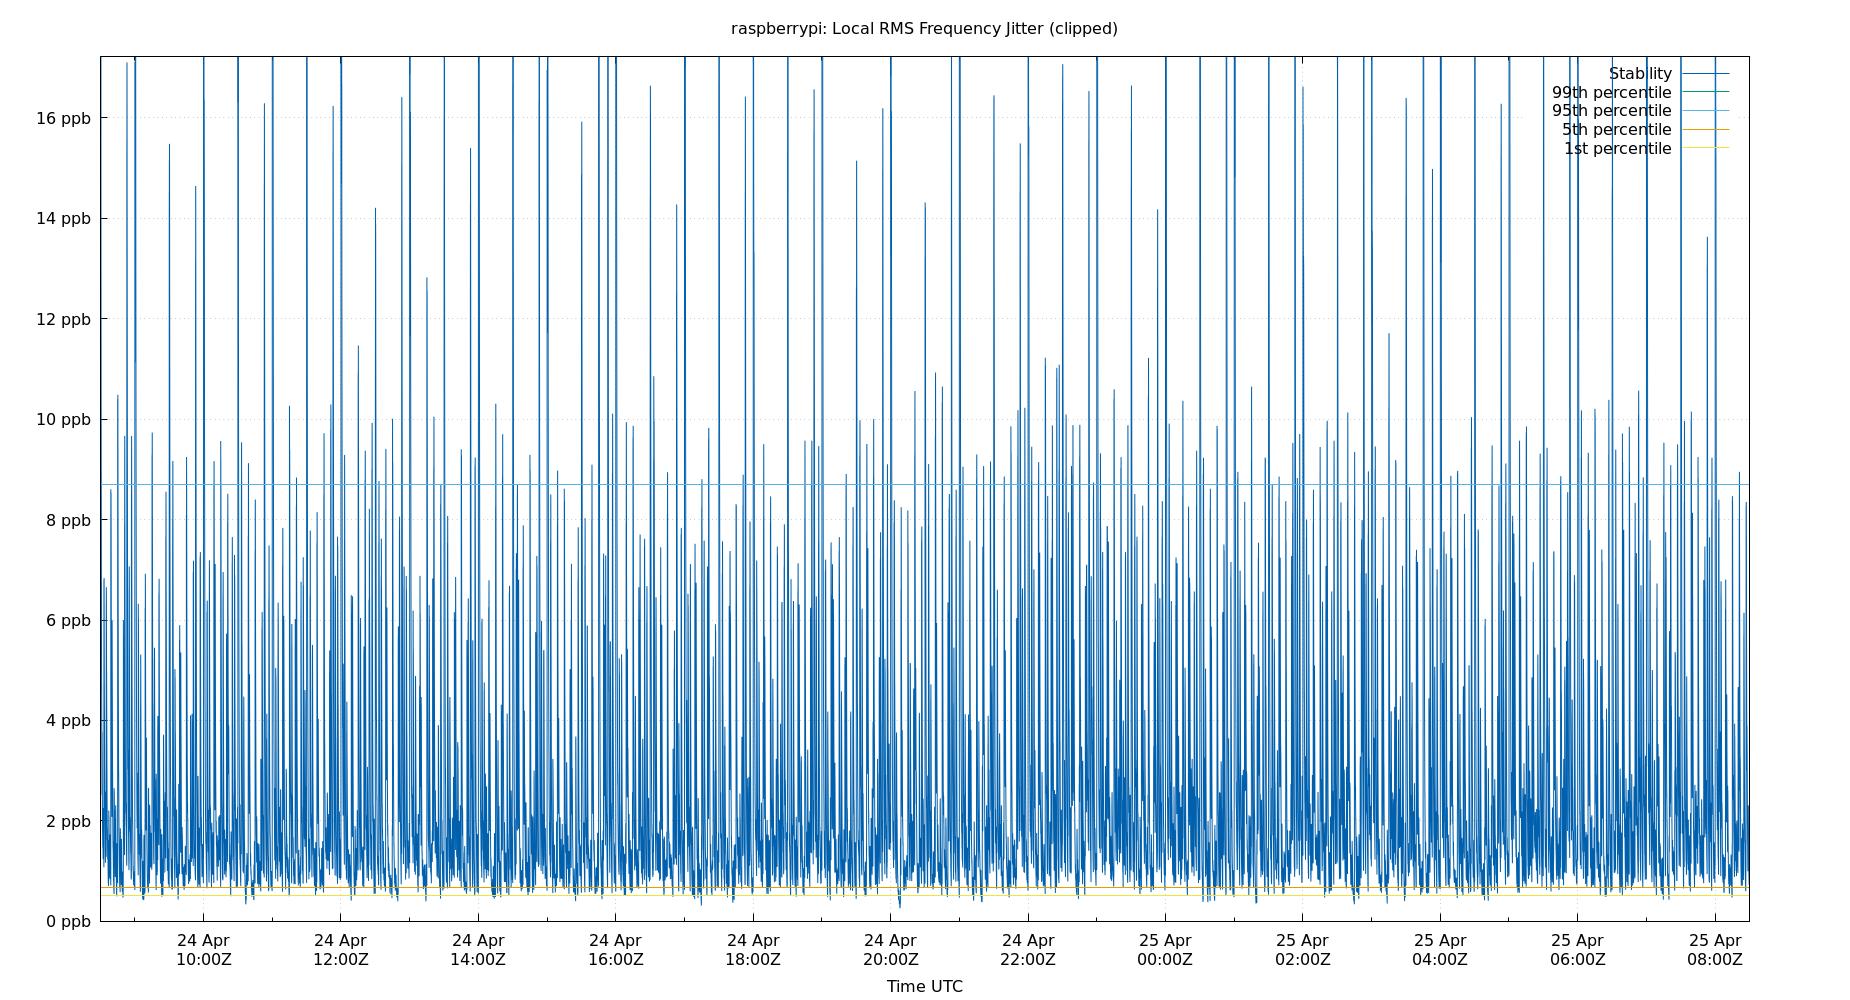 raspberrypi: Local RMS Frequency Jitter (clipped)
Stability
99th percentile
95th percentile
5th percentile
1st percentile
16 ppb
14 ppb
12 ppb
10 ppb
8 ppb
6 ppb
4 ppb
2 ppb
0 ppb
24 Apr 24 Apr 24 Apr 24 Apr 24 Apr 24 Apr 24 Apr 25 Apr 25 Apr 25 Apr 25 Apr 25 Apr
10:00Z 12:00Z 14:00Z 16:00Z 18:00Z 20:00Z 22:00Z 00:00Z 02:00Z 04:00Z 06:00Z 08:00Z
Time UTC